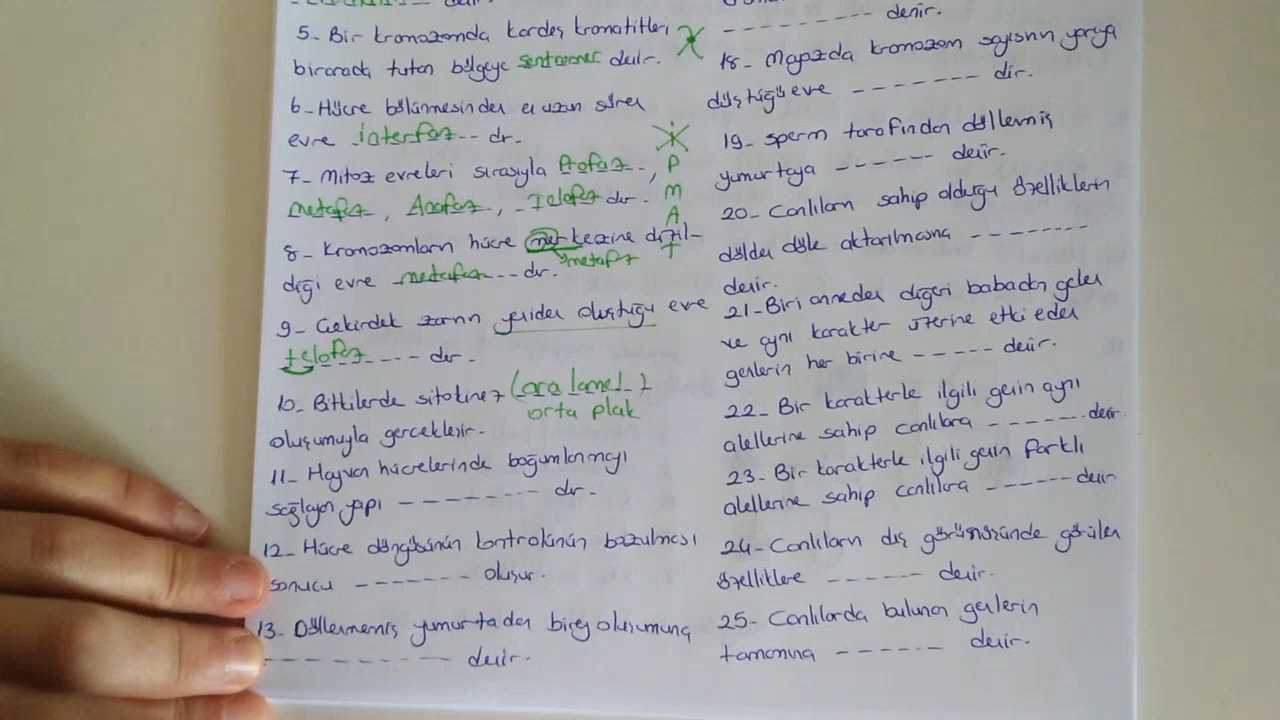 denir.
5- Bir kromozomda kardeş kromatitleri
birarada tutan bölgeye sentromer denir.
6- Hücre bölünmesinden en uzun süren
evre interfaz dır.
7- Mitoz evreleri sırasıyla Profaz,
metafaz, Anafaz, Telofaz dır.
İ
P
M
A
T
8- Kromozomların hücre merkezine dizil-
diği evre metafaz dır.
metafz
9- Çekirdek zarının yeniden oluştuğu evre
telofaz dır.
10- Bitkilerde sitokinez (ara lamel)
orta plak
oluşumuyla gerçekleşir.
11- Hayvan hücrelerinde boğumlanmayı
sağlayan yapı -------- dır.
12- Hücre döngüsünün kontrolünün bozulması
sonucu ------- oluşur.
13- Döllenmemiş yumurtadan birey oluşumuna
--------- denir.
--------- denir.
18- Mayozda kromozom sayısının yarıya
düştüğü evre ------- dir.
19- Sperm tarafından döllenmiş
yumurtaya ------ denir.
20- Canlıların sahip olduğu özelliklerin
dölden döle aktarılmasına --------
denir.
21- Biri anneden diğeri babadan gelen
ve aynı karakter üzerine etki eden
genlerin her birine ----- denir.
22- Bir karakterle ilgili genin aynı
alellerine sahip canlılara ------ denir
23- Bir karakterle ilgili genin farklı
alellerine sahip canlılara ------ denir
24- Canlıların dış görünüşünde görülen
özelliklere ------ denir.
25- Canlılarda bulunan genlerin
tamamına ------ denir.